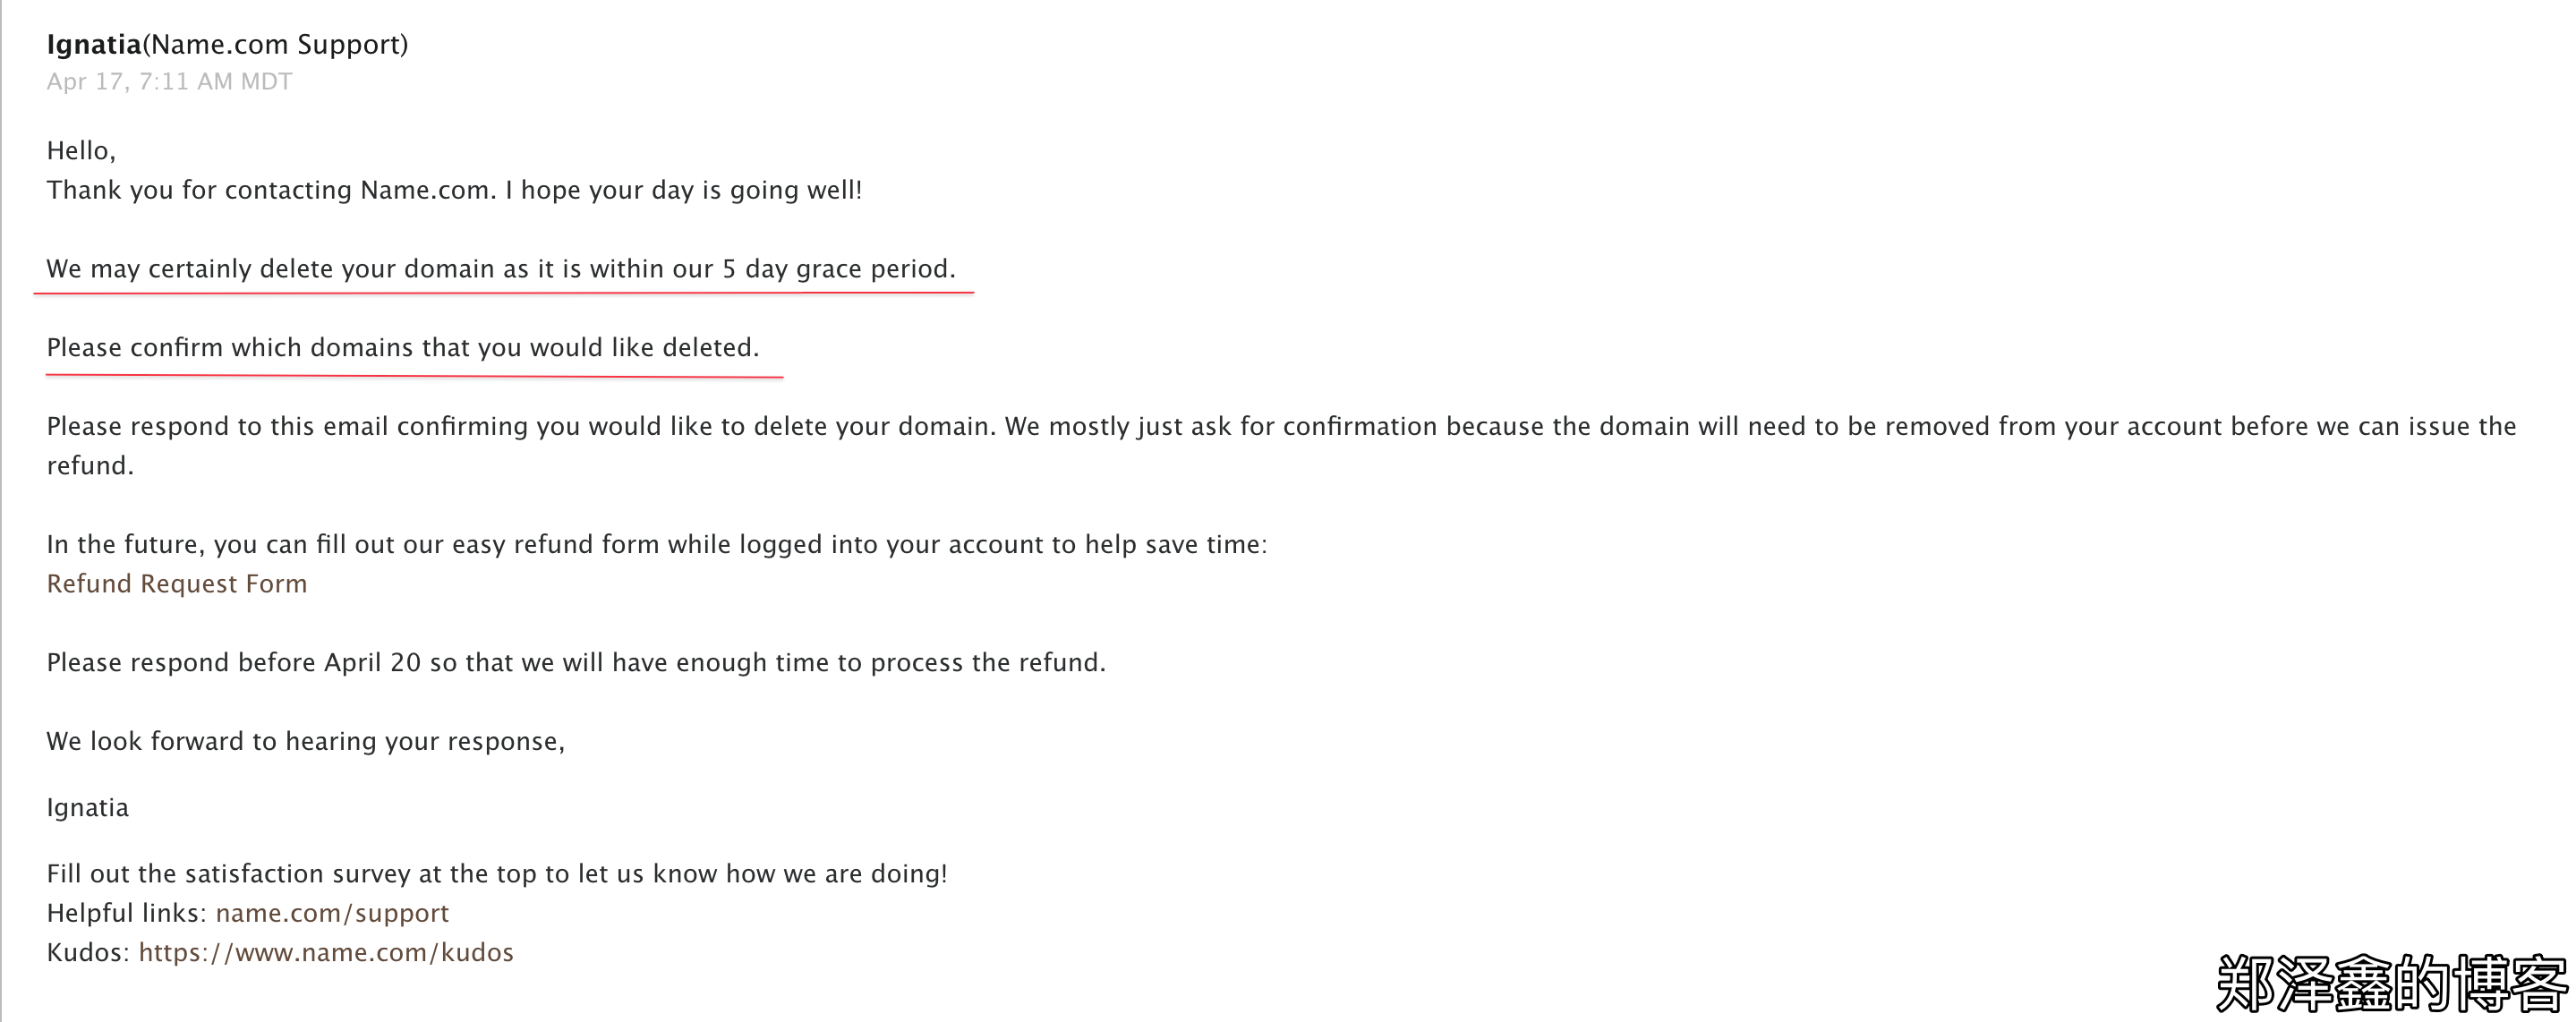 Ignatia(Name.com Support)
Apr 17, 7:11 AM MDT
Hello,
Thank you for contacting Name.com. I hope your day is going well!
We may certainly delete your domain as it is within our 5 day grace period.
Please confirm which domains that you would like deleted.
Please respond to this email confirming you would like to delete your domain. We mostly just ask for confirmation because the domain will need to be removed from your account before we can issue the
refund.
In the future, you can fill out our easy refund form while logged into your account to help save time:
Refund Request Form
Please respond before April 20 so that we will have enough time to process the refund.
We look forward to hearing your response,
Ignatia
Fill out the satisfaction survey at the top to let us know how we are doing!
Helpful links: name.com/support
Kudos: https://www.name.com/kudos
郑泽鑫的博客